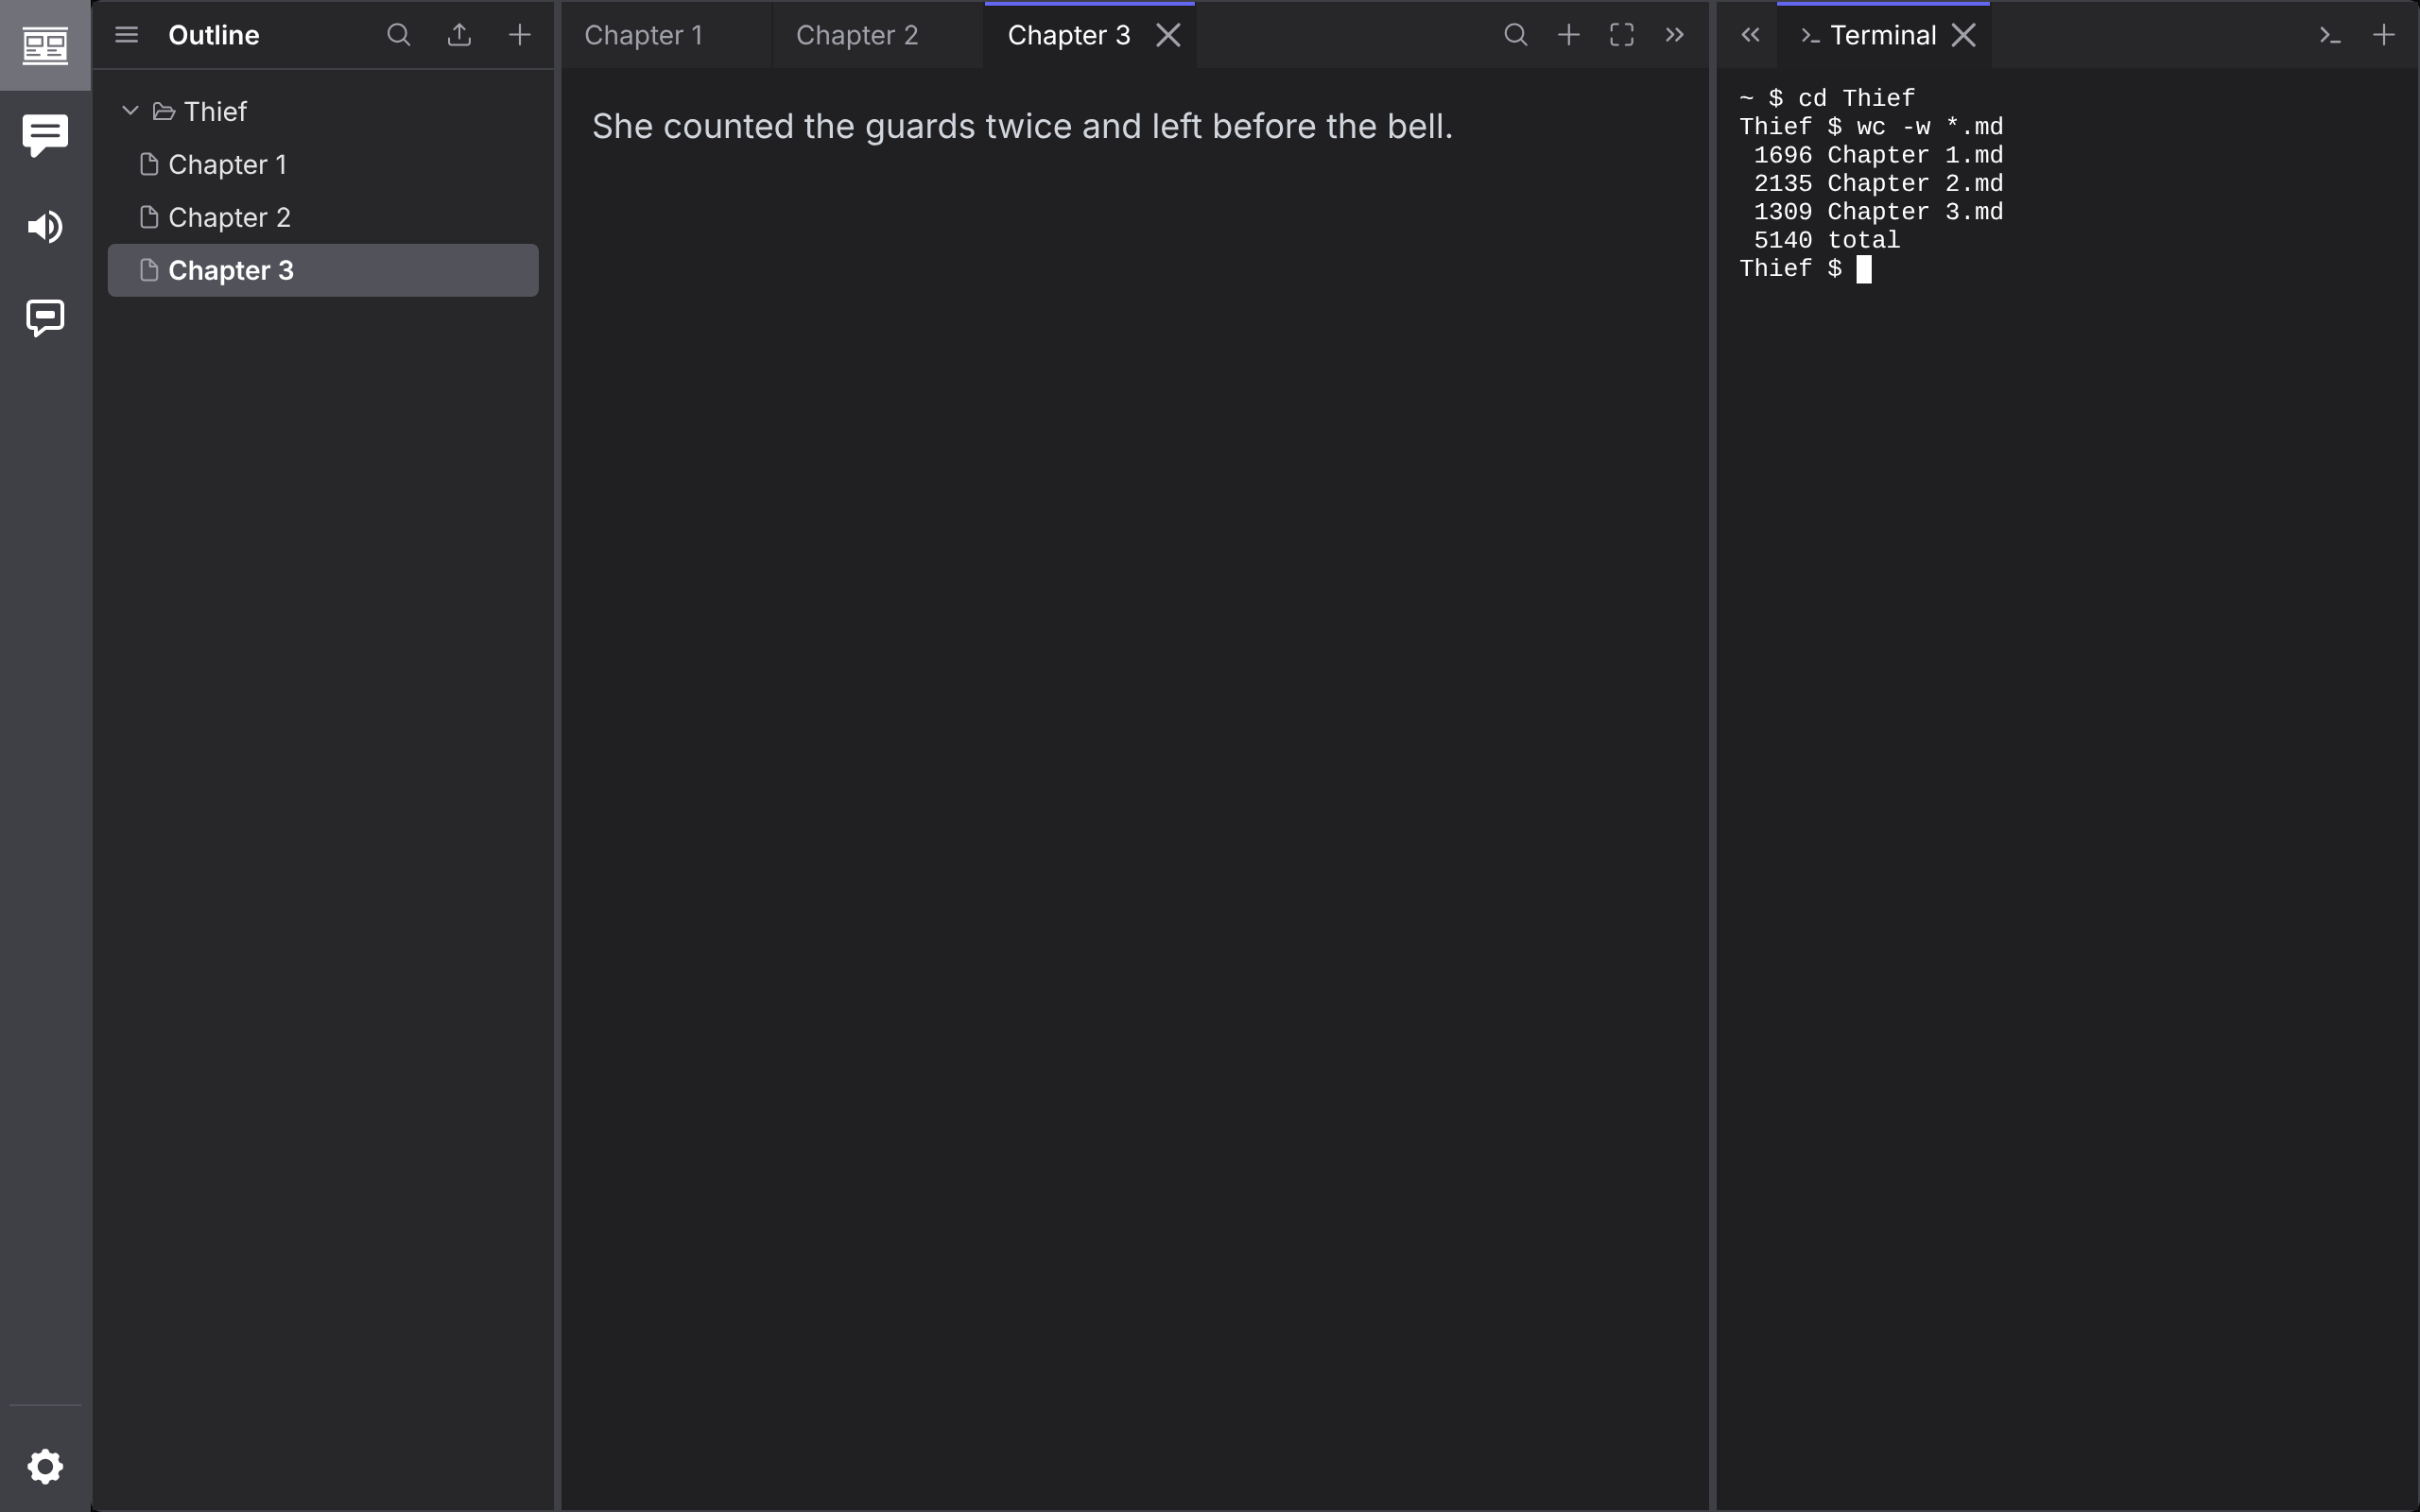 Outline
Thief
Chapter 1
Chapter 2
Chapter 3
Chapter 1
Chapter 2
Chapter 3
She counted the guards twice and left before the bell.
Terminal
~ $ cd Thief
Thief $ wc -w *.md
1696 Chapter 1.md
2135 Chapter 2.md
1309 Chapter 3.md
5140 total
Thief $